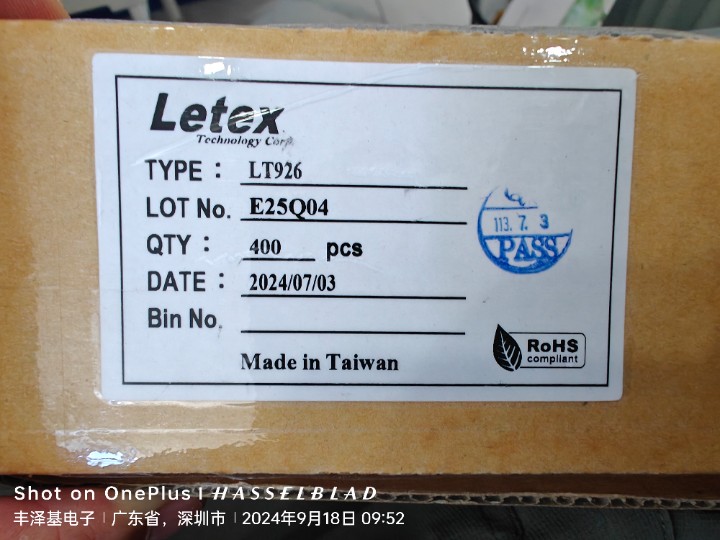 Letex
Technology Corp.
TYPE : LT926
LOT No. E25Q04
QTY : 400 pcs
DATE : 2024/07/03
Bin No.
Made in Taiwan
113. 7. 3
PASS
RoHS
compliant
Shot on OnePlus | HASSELBLAD
丰泽基电子 | 广东省，深圳市 | 2024年9月18日 09:52